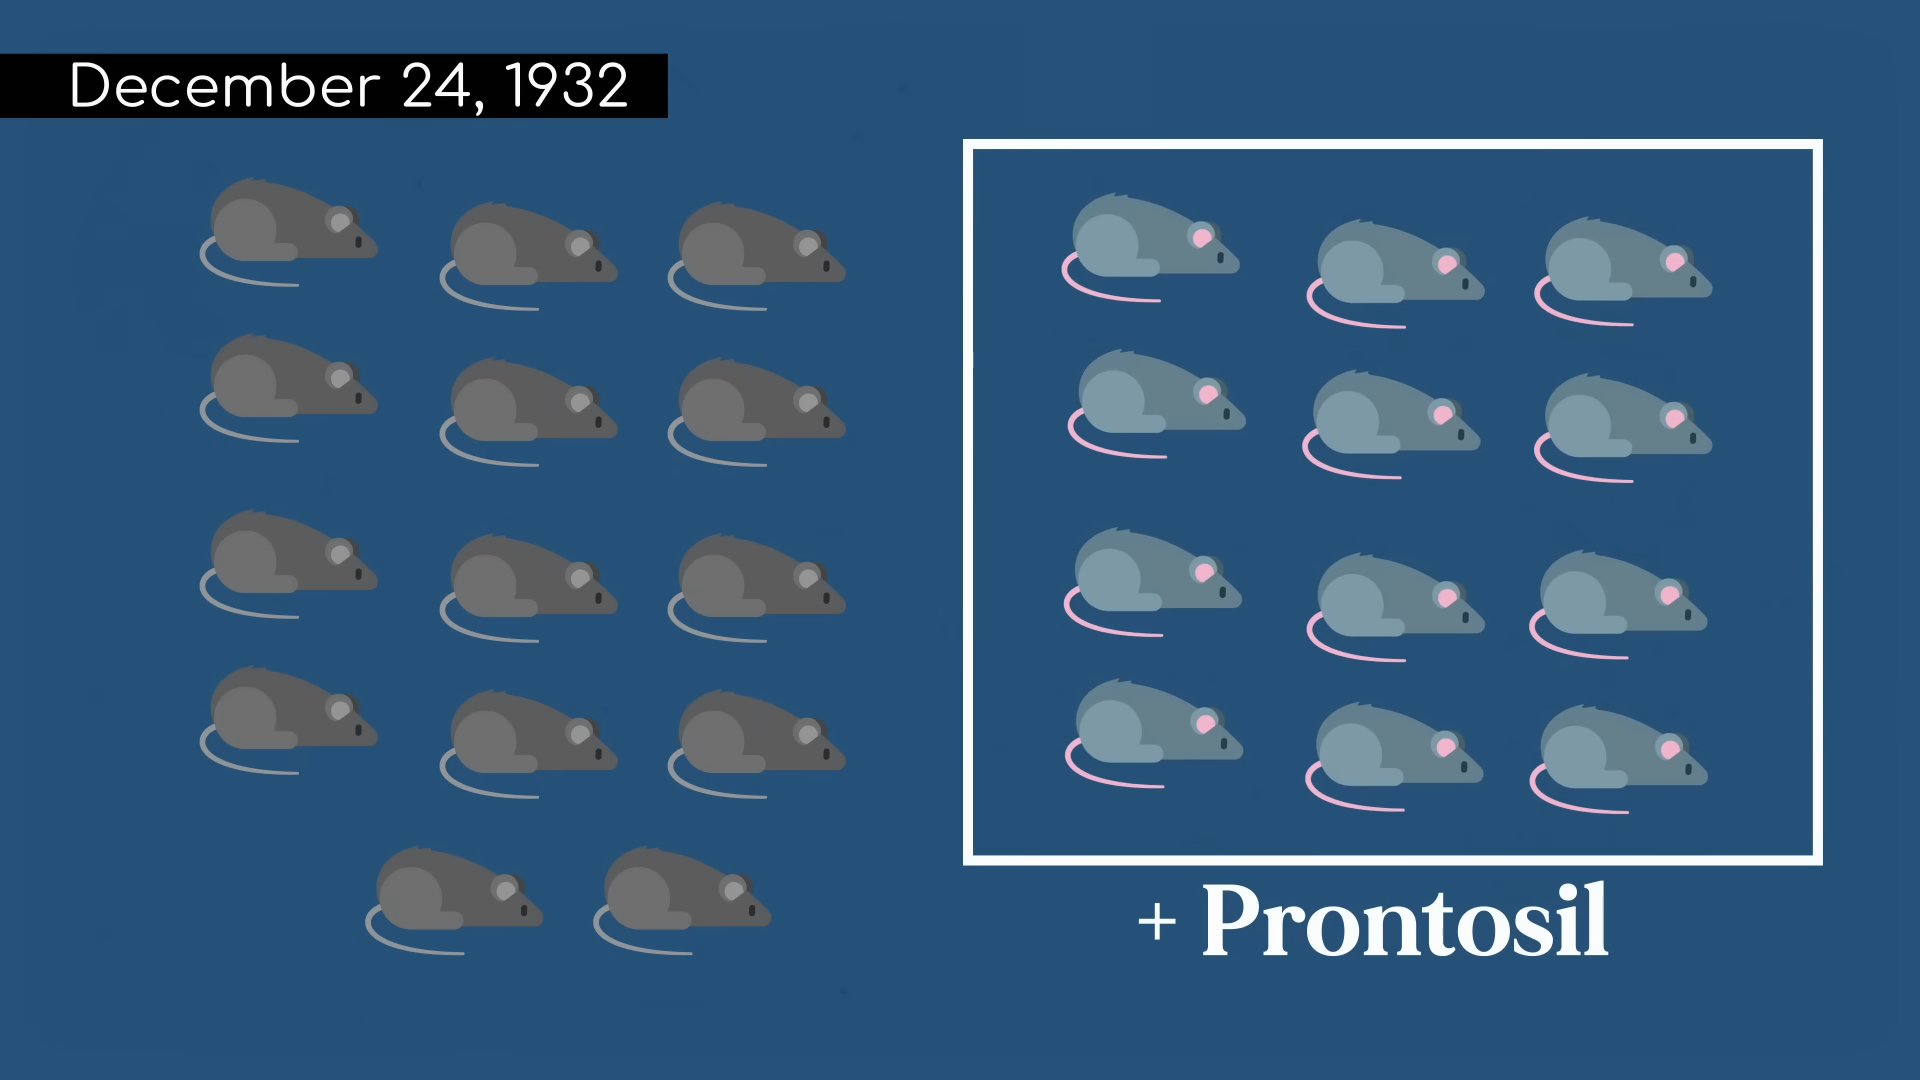 December 24, 1932
+ Prontosil